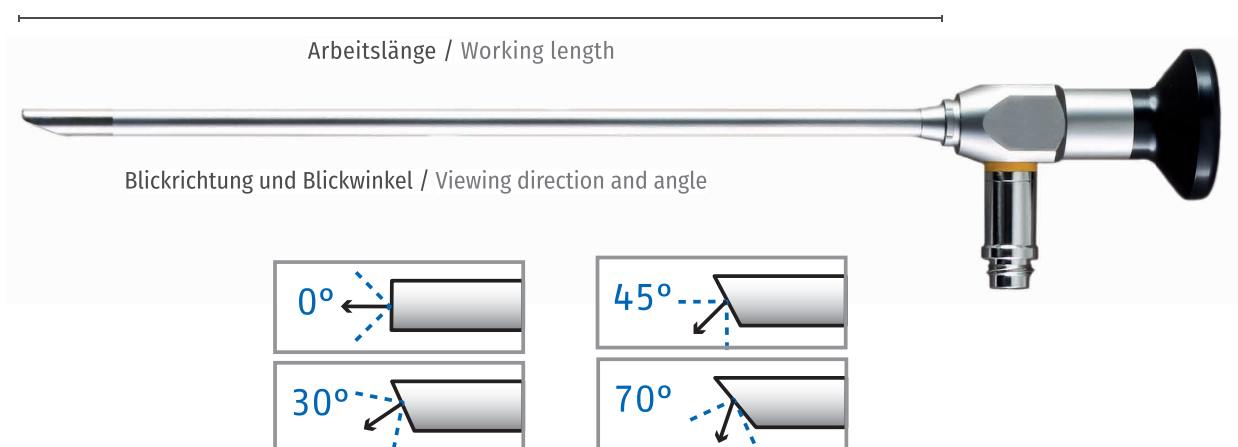 Arbeitslänge / Working length
Blickrichtung und Blickwinkel / Viewing direction and angle
0°
45°
30°
70°